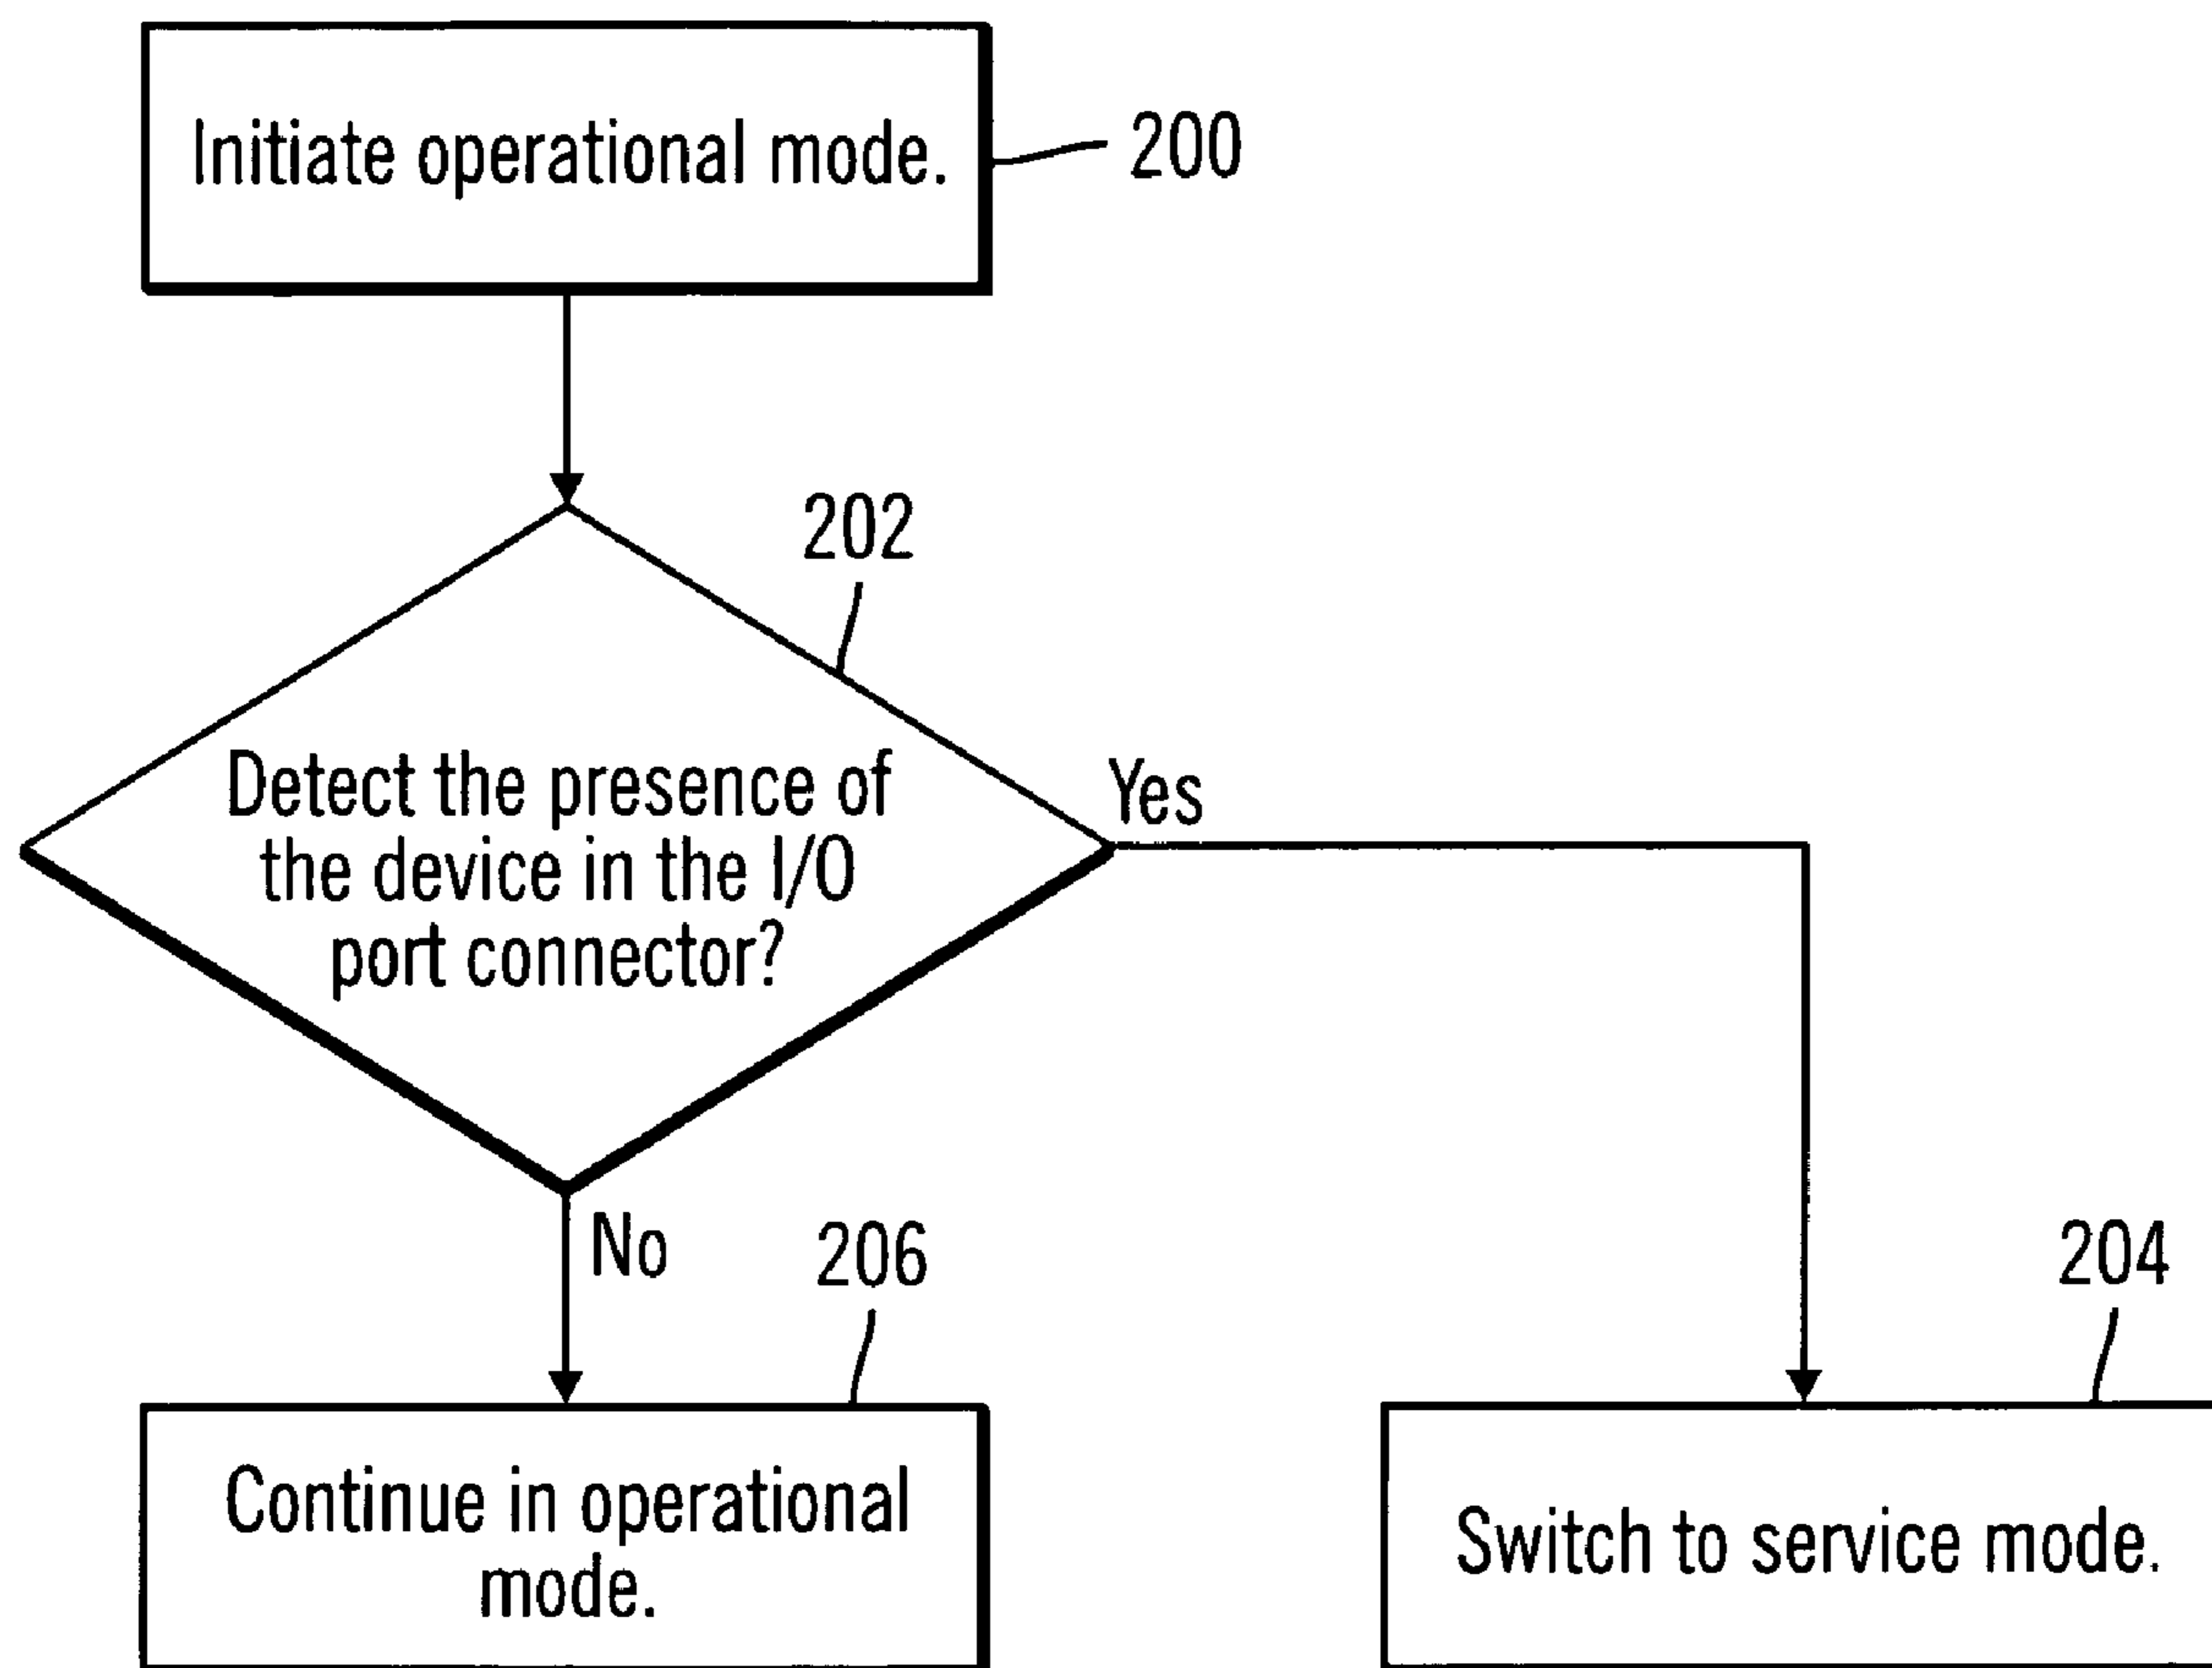 Initiate operational mode.
200
202
Detect the presence of
the device in the I/O
port connector?
Yes
No
206
204
Continue in operational
mode.
Switch to service mode.